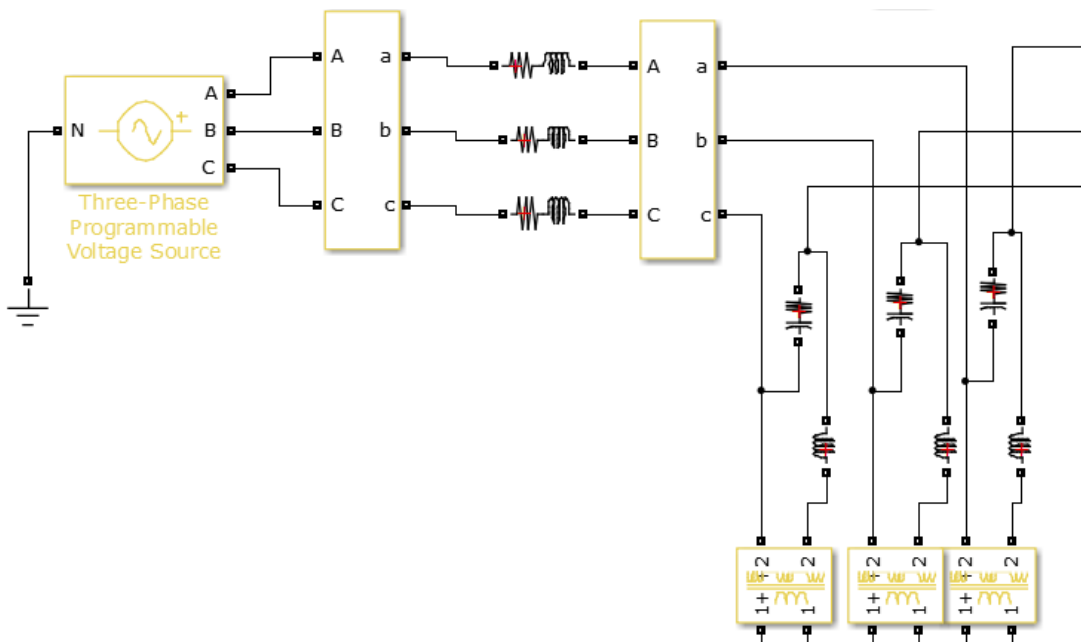 N
A
B
C
Three-Phase
Programmable
Voltage Source
A
B
C
a
b
c
A
B
C
a
b
c
1+ +2
1 2
1+ +2
1 2
1+ +2
1 2